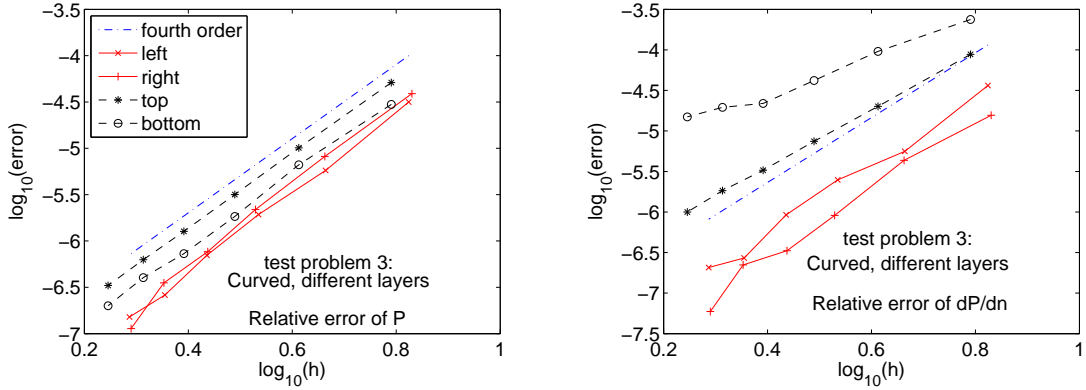 −3.5
−4
−4.5
−5
−5.5
−6
−6.5
−7
0.2
0.4
0.6
0.8
1
log10(error)
log10(h)
fourth order
left
right
top
bottom
test problem 3:
Curved, different layers
Relative error of P
−3.5
−4
−4.5
−5
−5.5
−6
−6.5
−7
−7.5
0.2
0.4
0.6
0.8
1
log10(error)
log10(h)
test problem 3:
Curved, different layers
Relative error of dP/dn